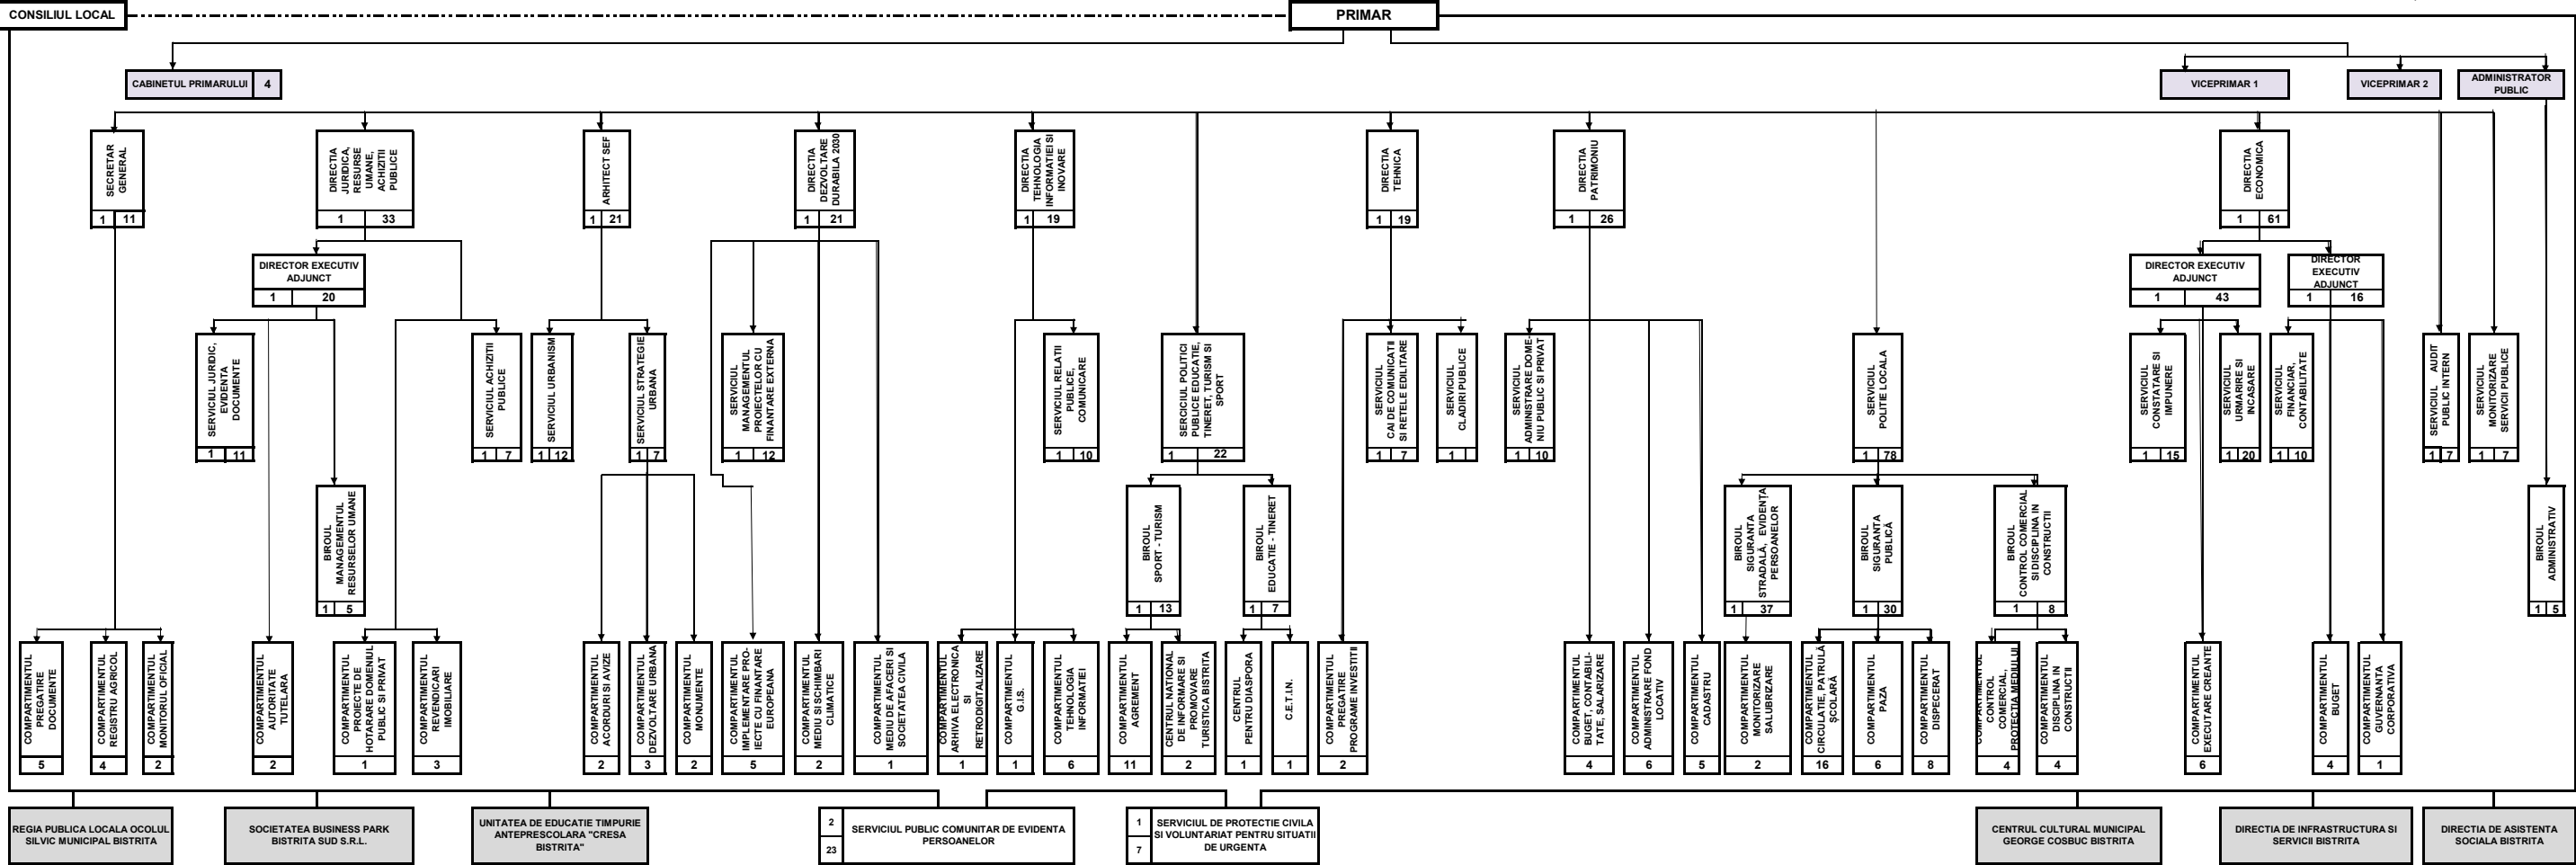 CONSILIUL LOCAL
PRIMAR
CABINETUL PRIMARULUI 4
VICEPRIMAR 1
VICEPRIMAR 2
ADMINISTRATOR
PUBLIC
SECRETAR
GENERAL
1 11
DIRECTIA
JURIDICA,
RESURSE
UMANE,
ACHIZITII
PUBLICE
1 33
ARHITECT SEF
1 21
DIRECTIA
DEZVOLTARE
DURABILA 2030
1 21
DIRECTIA
TEHNOLOGIA
INFORMATIEI SI
INOVARE
1 19
DIRECTIA
TEHNICA
1 19
DIRECTIA
PATRIMONIU
1 26
DIRECTIA
ECONOMICA
1 61
DIRECTOR EXECUTIV
ADJUNCT
1 20
DIRECTOR EXECUTIV
ADJUNCT
1 43
DIRECTOR
EXECUTIV
ADJUNCT
1 16
SERVICIUL JURIDIC,
EVIDENTA
DOCUMENTE
1 11
SERVICIUL ACHIZITII
PUBLICE
1 7
SERVICIUL URBANISM
1 12
SERVICIUL STRATEGIE
URBANA
1 7
SERVICIUL
MANAGEMENTUL
PROIECTELOR CU
FINANTARE EXTERNA
1 12
SERVICIUL RELATII
PUBLICE,
COMUNICARE
1 10
SERCICIUL POLITICI
PUBLICE EDUCATIE,
TINERET, TURISM SI
SPORT
1 22
SERVICIUL
CAI DE COMUNICATII
SI RETELE EDILITARE
1 7
SERVICIUL
CLADIRI PUBLICE
1
SERVICIUL
ADMINISTRARE DOME-
NIU PUBLIC SI PRIVAT
1 10
SERVICIUL
POLITIE LOCALA
1 78
SERVICIUL
CONSTATARE SI
IMPUNERE
1 15
SERVICIUL
URMARIRE SI
INCASARE
1 20
SERVICIUL
FINANCIAR,
CONTABILITATE
1 10
SERVICIUL AUDIT
PUBLIC INTERN
1 7
SERVICIUL
MONITORIZARE
SERVICII PUBLICE
1 7
BIROUL
MANAGEMENTUL
RESURSELOR UMANE
1 5
BIROUL
SPORT - TURISM
1 13
BIROUL
EDUCATIE - TINERET
1 7
BIROUL
SIGURANTA
STRADALĂ, EVIDENȚA
PERSOANELOR
1 37
BIROUL
SIGURANTA
PUBLICĂ
1 30
BIROUL
CONTROL COMERCIAL
SI DISCIPLINA IN
CONSTRUCTII
1 8
BIROUL
ADMINISTRATIV
1 5
COMPARTIMENTUL
PREGATIRE
DOCUMENTE
5
COMPARTIMENTUL
REGISTRU AGRICOL
4
COMPARTIMENTUL
MONITORUL OFICIAL
2
COMPARTIMENTUL
AUTORITATE
TUTELARA
2
COMPARTIMENTUL
PROIECTE DE
HOTARARE DOMENIUL
PUBLIC SI PRIVAT
1
COMPARTIMENTUL
REVENDICARI
IMOBILIARE
3
COMPARTIMENTUL
ACORDURI SI AVIZE
2
COMPARTIMENTUL
DEZVOLTARE URBANA
3
COMPARTIMENTUL
MONUMENTE
2
COMPARTIMENTUL
IMPLEMENTARE PRO-
IECTE CU FINANTARE
EUROPEANA
5
COMPARTIMENTUL
MEDIU SI SCHIMBARI
CLIMATICE
2
COMPARTIMENTUL
MEDIU DE AFACERI SI
SOCIETATEA CIVILA
1
COMPARTIMENTUL
ARHIVA ELECTRONICA
SI
RETRODIGITALIZARE
1
COMPARTIMENTUL
G.I.S.
1
COMPARTIMENTUL
TEHNOLOGIA
INFORMATIEI
6
COMPARTIMENTUL
AGREMENT
11
CENTRUL NATIONAL
DE INFORMARE SI
PROMOVARE
TURISTICA BISTRITA
2
CENTRUL
PENTRU DIASPORA
1
C.E.T.I.N.
1
COMPARTIMENTUL
PREGATIRE
PROGRAME INVESTITII
2
COMPARTIMENTUL
BUGET, CONTABILI-
TATE, SALARIZARE
4
COMPARTIMENTUL
ADMINISTRARE FOND
LOCATIV
6
COMPARTIMENTUL
CADASTRU
5
COMPARTIMENTUL
MONITORIZARE
SALUBRIZARE
2
COMPARTIMENTUL
CIRCULATIE, PATRULĂ
ȘCOLARĂ
16
COMPARTIMENTUL
PAZA
6
COMPARTIMENTUL
DISPECERAT
8
COMPARTIMENTUL
CONTROL
COMERCIAL,
PROTECTIA MEDIULUI
4
COMPARTIMENTUL
DISCIPLINA IN
CONSTRUCTII
4
COMPARTIMENTUL
EXECUTARE CREANTE
6
COMPARTIMENTUL
BUGET
4
COMPARTIMENTUL
GUVERNANTA
CORPORATIVA
1
REGIA PUBLICA LOCALA OCOLUL
SILVIC MUNICIPAL BISTRITA
SOCIETATEA BUSINESS PARK
BISTRITA SUD S.R.L.
UNITATEA DE EDUCATIE TIMPURIE
ANTEPRESCOLARA "CRESA
BISTRITA"
2
23
SERVICIUL PUBLIC COMUNITAR DE EVIDENTA
PERSOANELOR
1
7
SERVICIUL DE PROTECTIE CIVILA
SI VOLUNTARIAT PENTRU SITUATII
DE URGENTA
CENTRUL CULTURAL MUNICIPAL
GEORGE COSBUC BISTRITA
DIRECTIA DE INFRASTRUCTURA SI
SERVICII BISTRITA
DIRECTIA DE ASISTENTA
SOCIALA BISTRITA